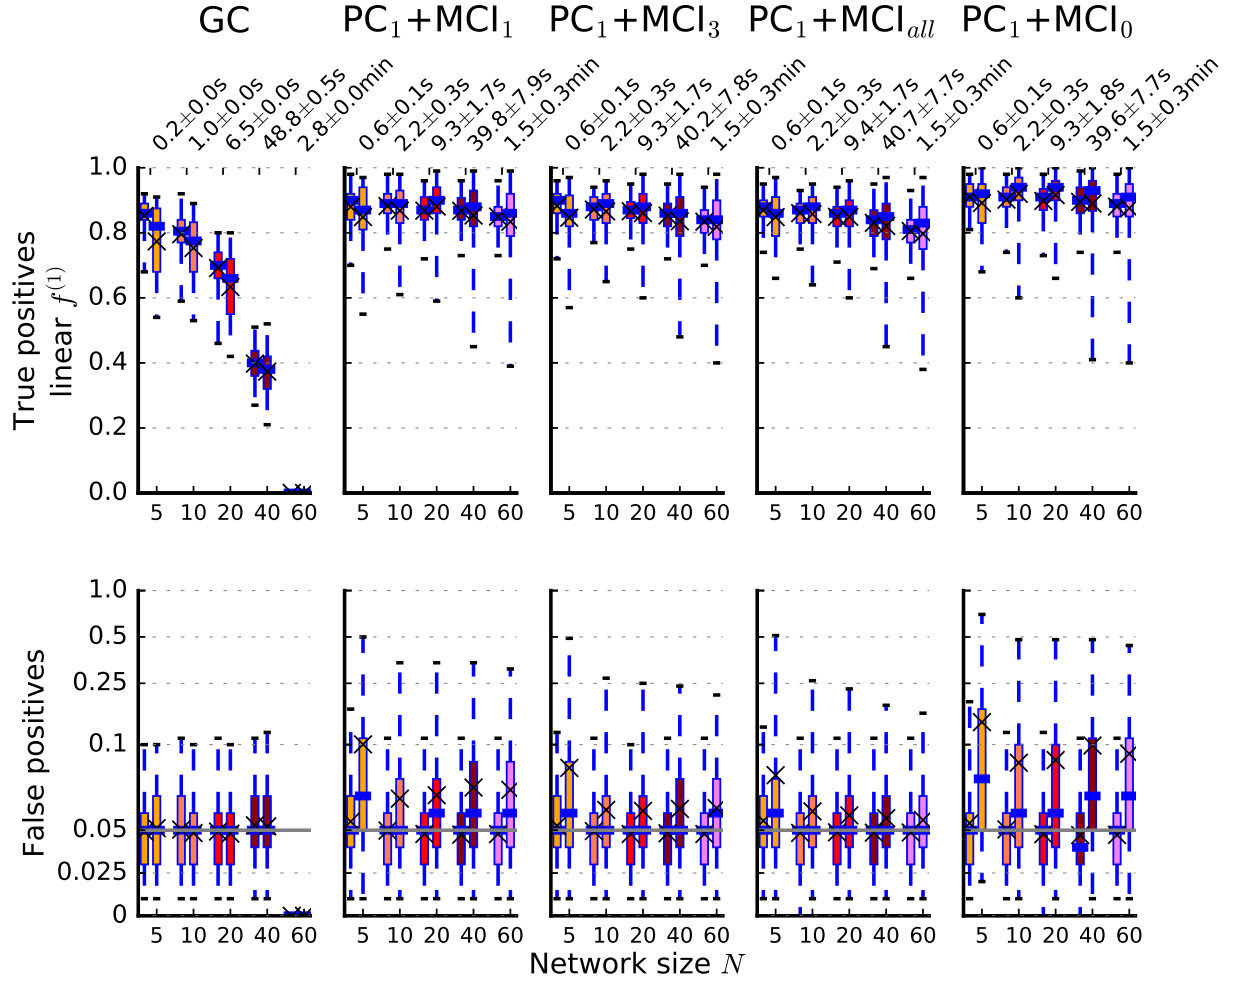 GC PC₁+MCI₁ PC₁+MCI₃ PC₁+MCI_all PC₁+MCI₀
0.2±0.0s 1.0±0.0s 6.5±0.0s 48.8±0.5s 2.8±0.0min
0.6±0.1s 2.2±0.3s 9.3±1.7s 39.8±7.9s 1.5±0.3min
0.6±0.1s 2.2±0.3s 9.3±1.7s 40.2±7.8s 1.5±0.3min
0.6±0.1s 2.2±0.3s 9.4±1.7s 40.7±7.7s 1.5±0.3min
0.6±0.1s 2.2±0.3s 9.3±1.8s 39.6±7.7s 1.5±0.3min
True positives
linear f⁽¹⁾
1.0
0.8
0.6
0.4
0.2
0.0
5 10 20 40 60 5 10 20 40 60 5 10 20 40 60 5 10 20 40 60 5 10 20 40 60
False positives
1.0
0.5
0.25
0.1
0.05
0.025
0
5 10 20 40 60 5 10 20 40 60 5 10 20 40 60 5 10 20 40 60 5 10 20 40 60
Network size N